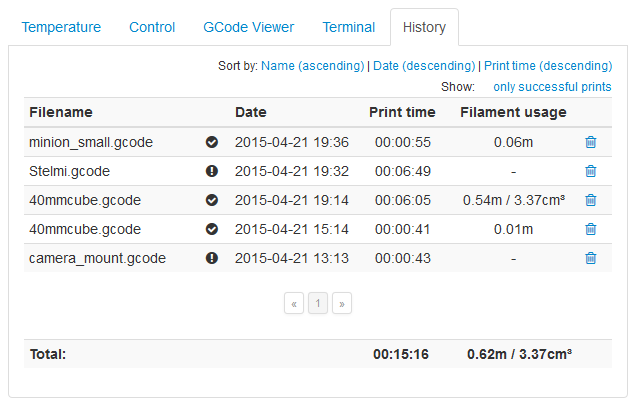 Temperature Control GCode Viewer Terminal History
Sort by: Name (ascending) | Date (descending) | Print time (descending)
Show: only successful prints
Filename Date Print time Filament usage
minion_small.gcode 2015-04-21 19:36 00:00:55 0.06m
Stelmi.gcode 2015-04-21 19:32 00:06:49 -
40mmcube.gcode 2015-04-21 19:14 00:06:05 0.54m / 3.37cm³
40mmcube.gcode 2015-04-21 15:14 00:00:41 0.01m
camera_mount.gcode 2015-04-21 13:13 00:00:43 -
« 1 »
Total: 00:15:16 0.62m / 3.37cm³